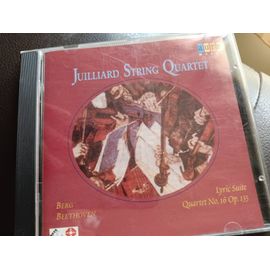 JUILLIARD STRING QUARTET
Lyric Suite
BERG
Quartet No. 16 Op. 135
BEETHOVEN